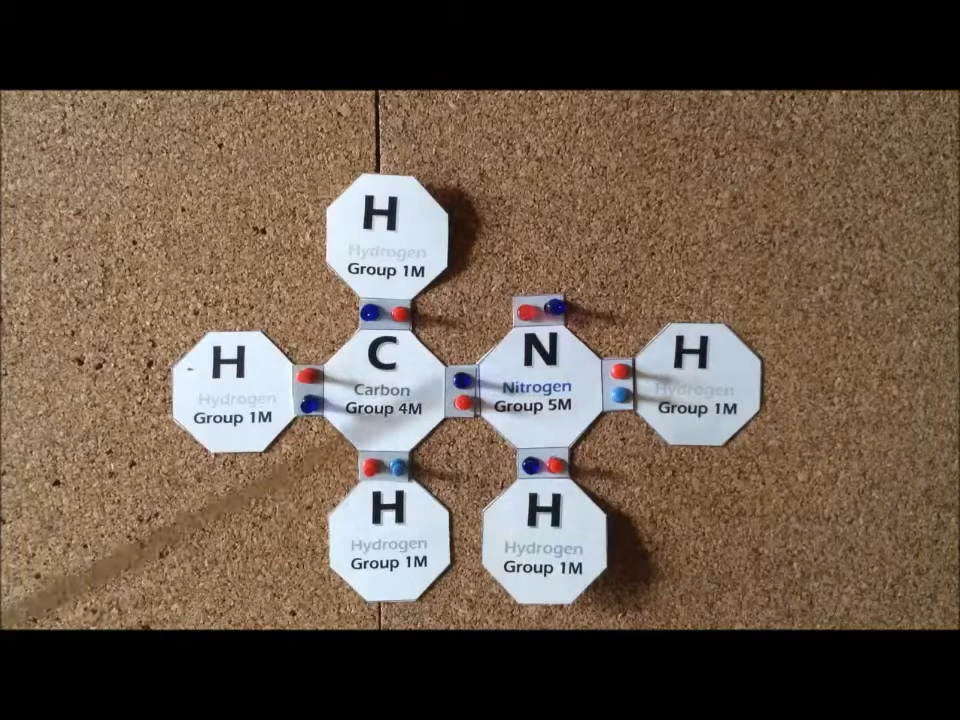 H
Hydrogen
Group 1M
H
Hydrogen
Group 1M
C
Carbon
Group 4M
N
Nitrogen
Group 5M
H
Hydrogen
Group 1M
H
Hydrogen
Group 1M
H
Hydrogen
Group 1M